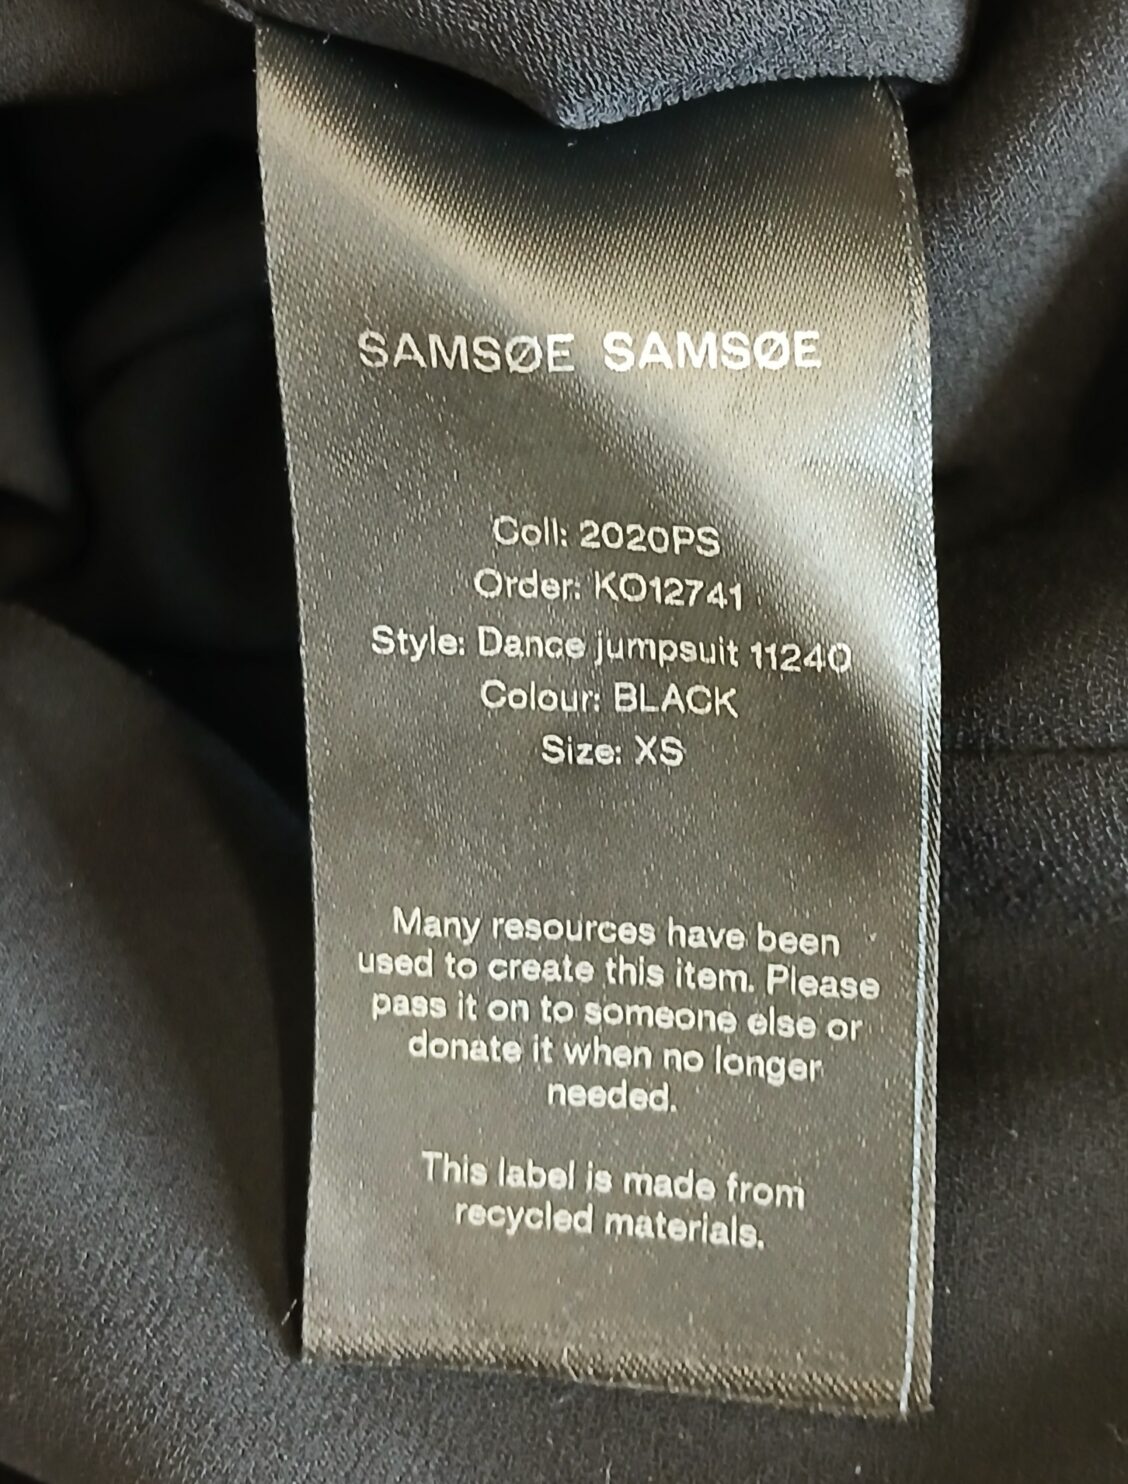 SAMSØE SAMSØE
Coll: 2020PS
Order: KO12741
Style: Dance jumpsuit 11240
Colour: BLACK
Size: XS
Many resources have been
used to create this item. Please
pass it on to someone else or
donate it when no longer
needed.
This label is made from
recycled materials.